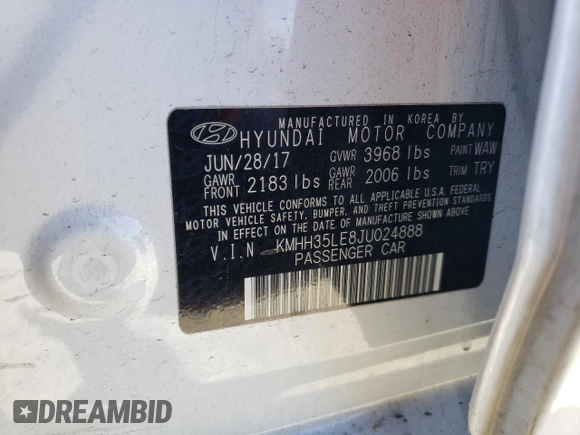 MANUFACTURED IN KOREA BY
HYUNDAI MOTOR COMPANY
JUN/28/17 GVWR 3968 lbs PAINT WAW
GAWR FRONT 2183 lbs GAWR REAR 2006 lbs TRIM TRY
THIS VEHICLE CONFORMS TO ALL APPLICABLE U.S.A. FEDERAL
MOTOR VEHICLE SAFETY, BUMPER, AND THEFT PREVENTION STANDARDS
IN EFFECT ON THE DATE OF MANUFACTURE SHOWN ABOVE
V.I.N KMHH35LE8JU024888
PASSENGER CAR
DREAMBID